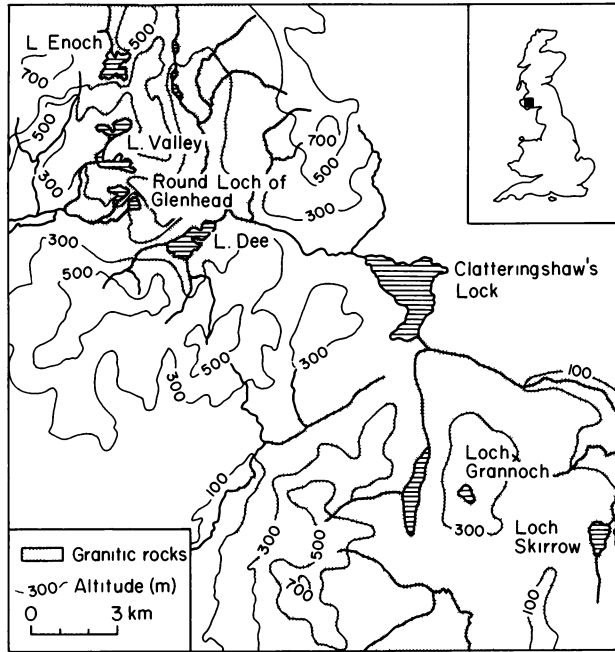 L. Enoch
500
700
500
L. Valley
300
Round Loch of
Glenhead
700
500
300
300
L. Dee
500
Clatteringshaw's
Lock
500
300
300
100
100
Loch
Grannoch
300
300
500
Loch
Skirrow
700
100
Granitic rocks
300 Altitude (m)
0 3 km